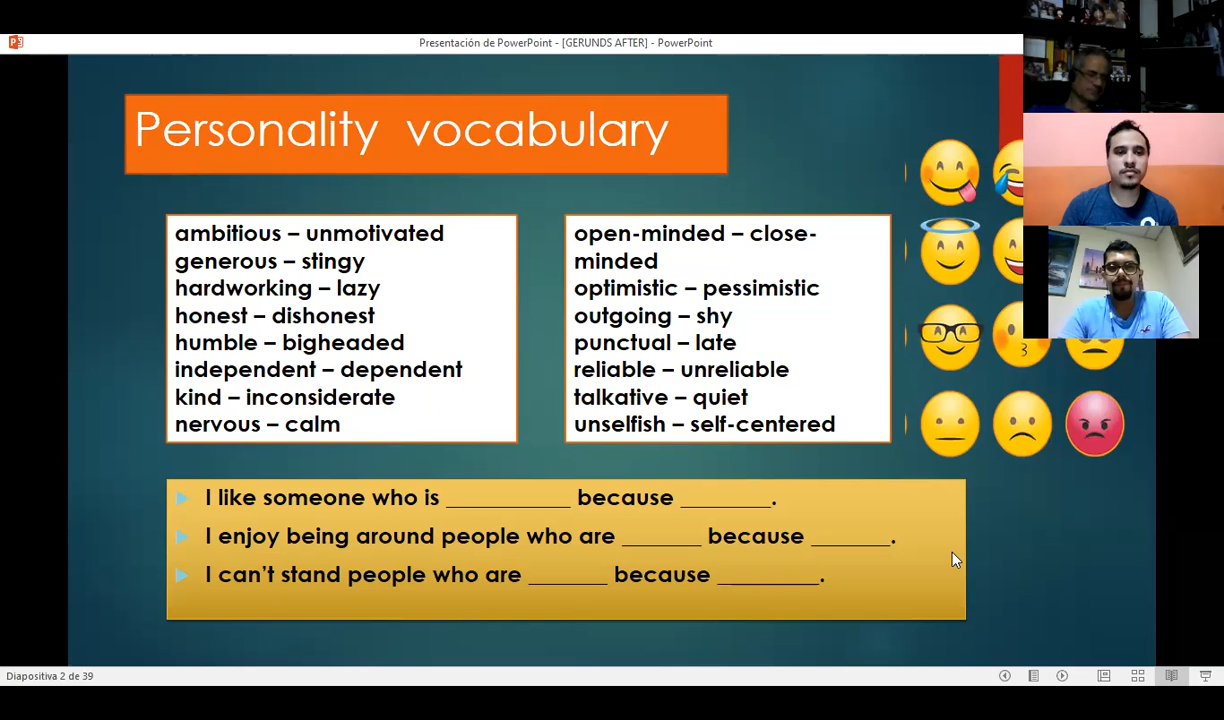 Presentación de PowerPoint - [GERUNDS AFTER] - PowerPoint
Personality vocabulary
ambitious – unmotivated
generous – stingy
hardworking – lazy
honest – dishonest
humble – bigheaded
independent – dependent
kind – inconsiderate
nervous – calm
open-minded – close-
minded
optimistic – pessimistic
outgoing – shy
punctual – late
reliable – unreliable
talkative – quiet
unselfish – self-centered
I like someone who is ___________ because ________.
I enjoy being around people who are _______ because _______.
I can’t stand people who are _______ because _________.
Diapositiva 2 de 39